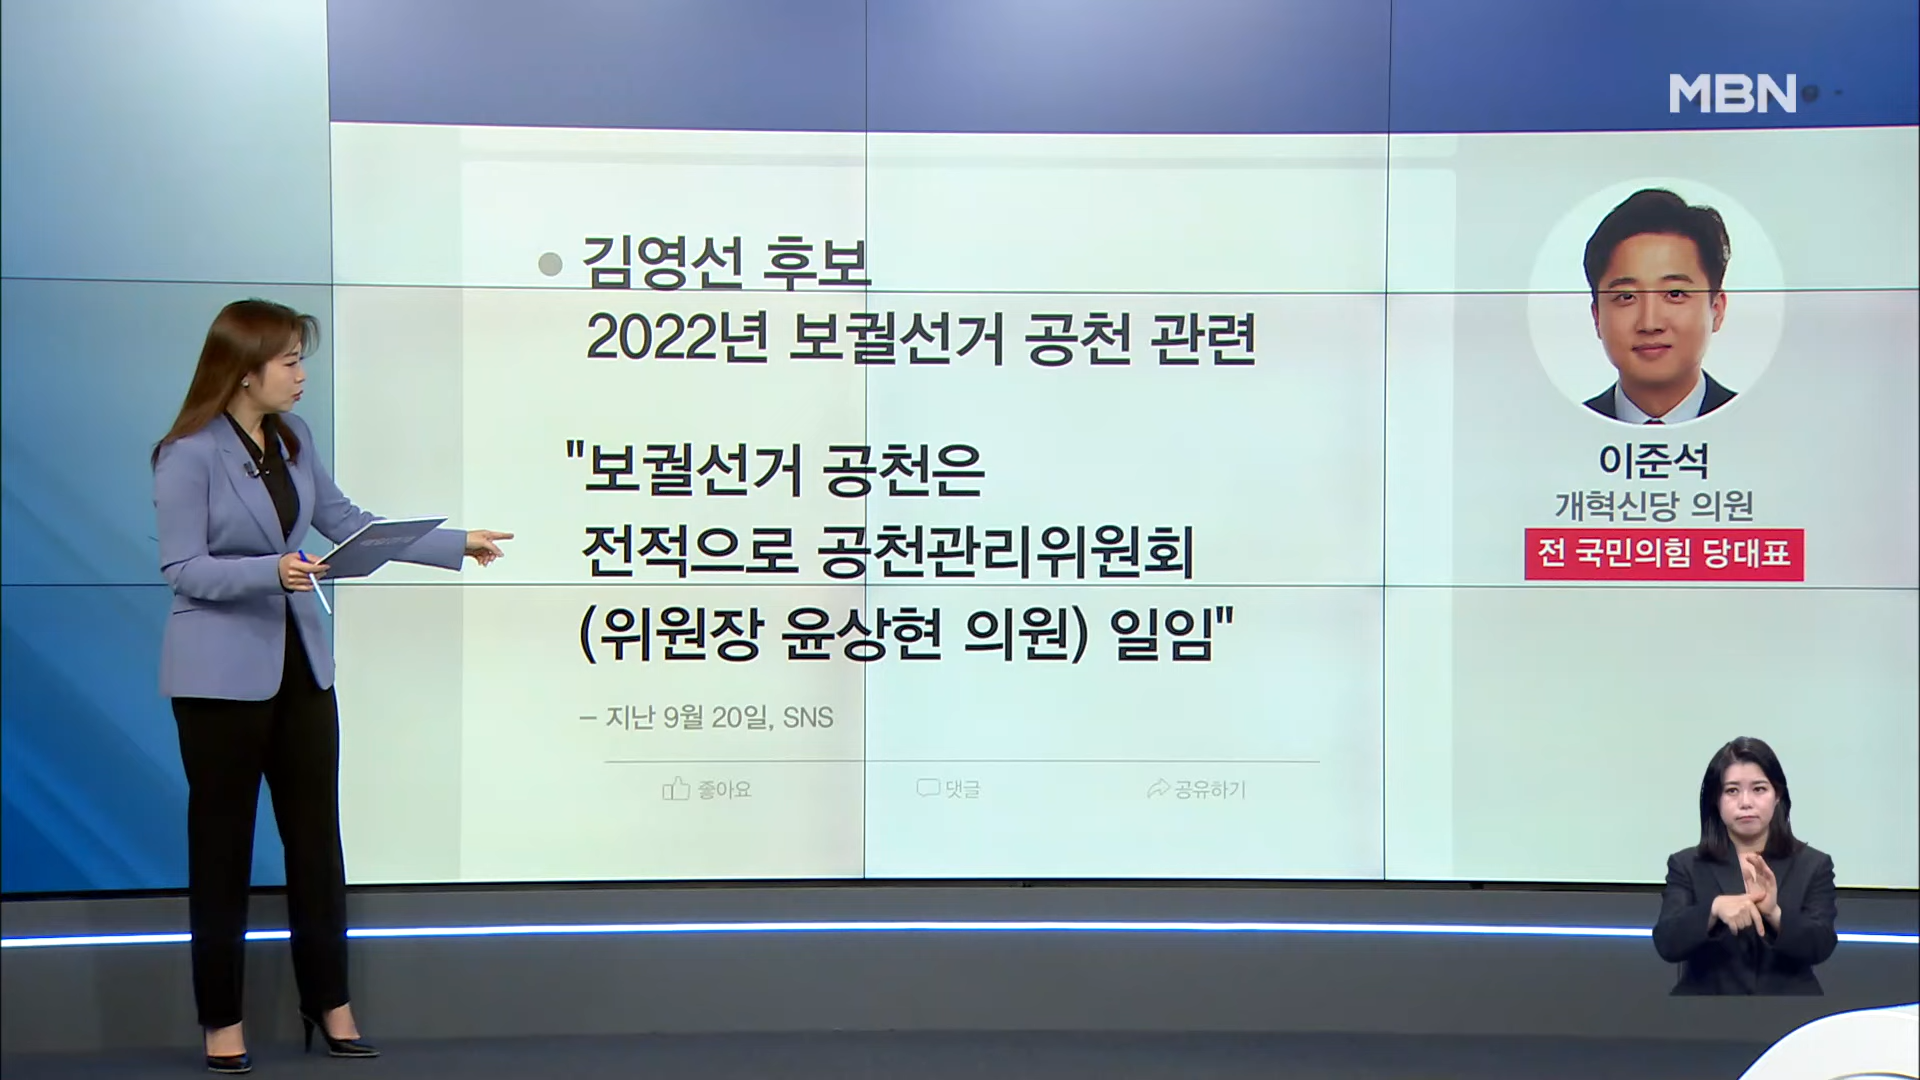 MBN
김영선 후보
2022년 보궐선거 공천 관련
"보궐선거 공천은
전적으로 공천관리위원회
(위원장 윤상현 의원) 일임"
– 지난 9월 20일, SNS
좋아요
댓글
공유하기
이준석
개혁신당 의원
전 국민의힘 당대표